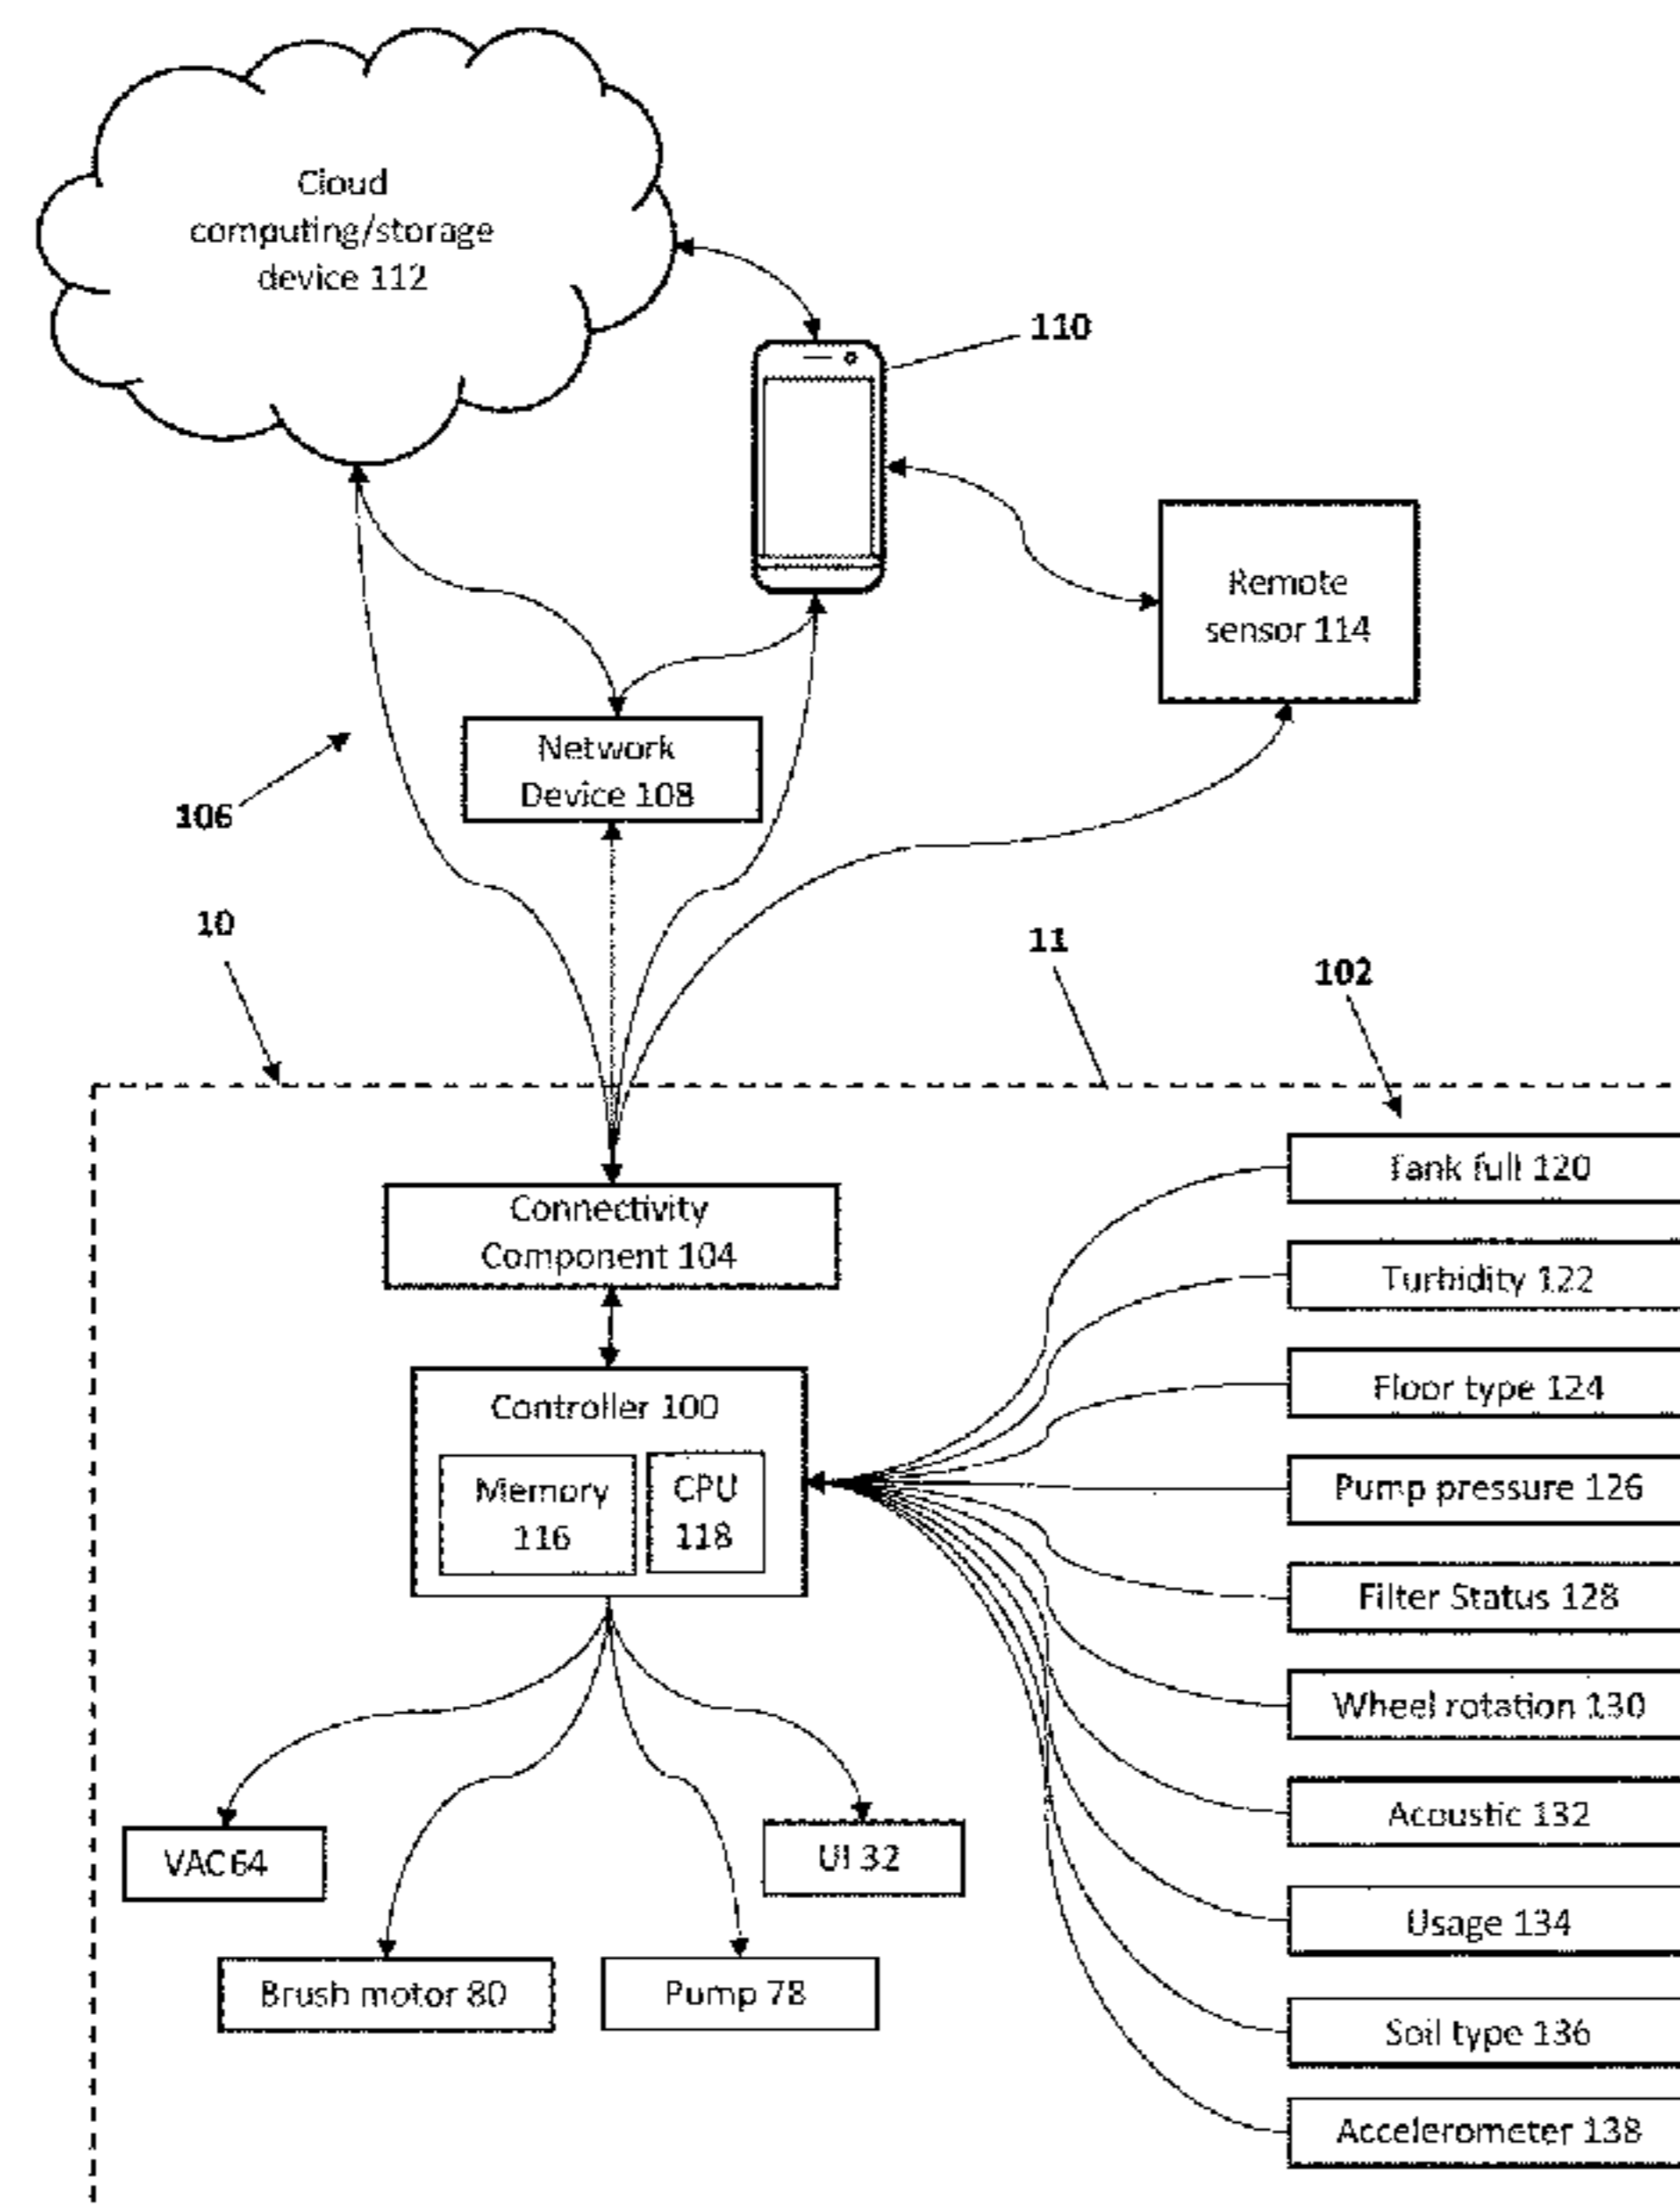 Cloud
computing/storage
device 112
110
Remote
sensor 114
Network
Device 108
106
10
11
102
Connectivity
Component 104
Controller 100
Memory
116
CPU
118
VAC 64
UI 32
Brush motor 80
Pump 78
Tank full 120
Turbidity 122
Floor type 124
Pump pressure 126
Filter Status 128
Wheel rotation 130
Acoustic 132
Usage 134
Soil type 136
Accelerometer 138